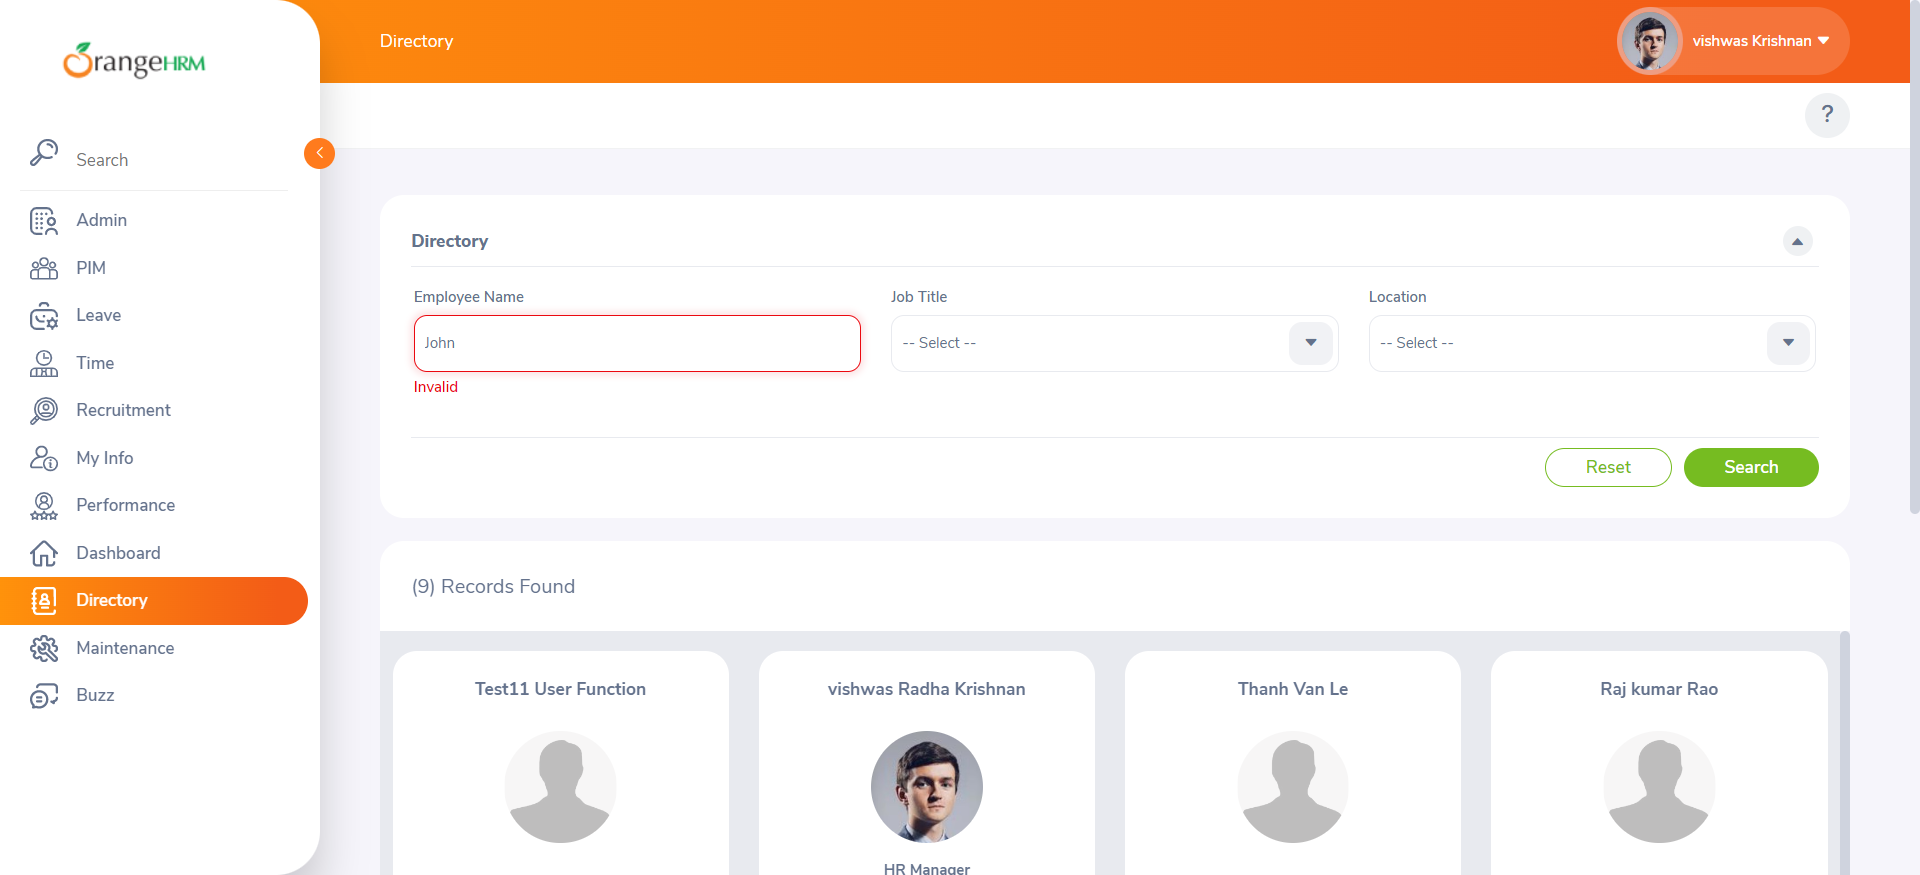 OrangeHRM
Directory
vishwas Krishnan
?
Search
Admin
PIM
Leave
Time
Recruitment
My Info
Performance
Dashboard
Directory
Maintenance
Buzz
Directory
Employee Name
Job Title
Location
John
-- Select --
-- Select --
Invalid
Reset
Search
(9) Records Found
Test11 User Function
vishwas Radha Krishnan
Thanh Van Le
Raj kumar Rao
HR Manager